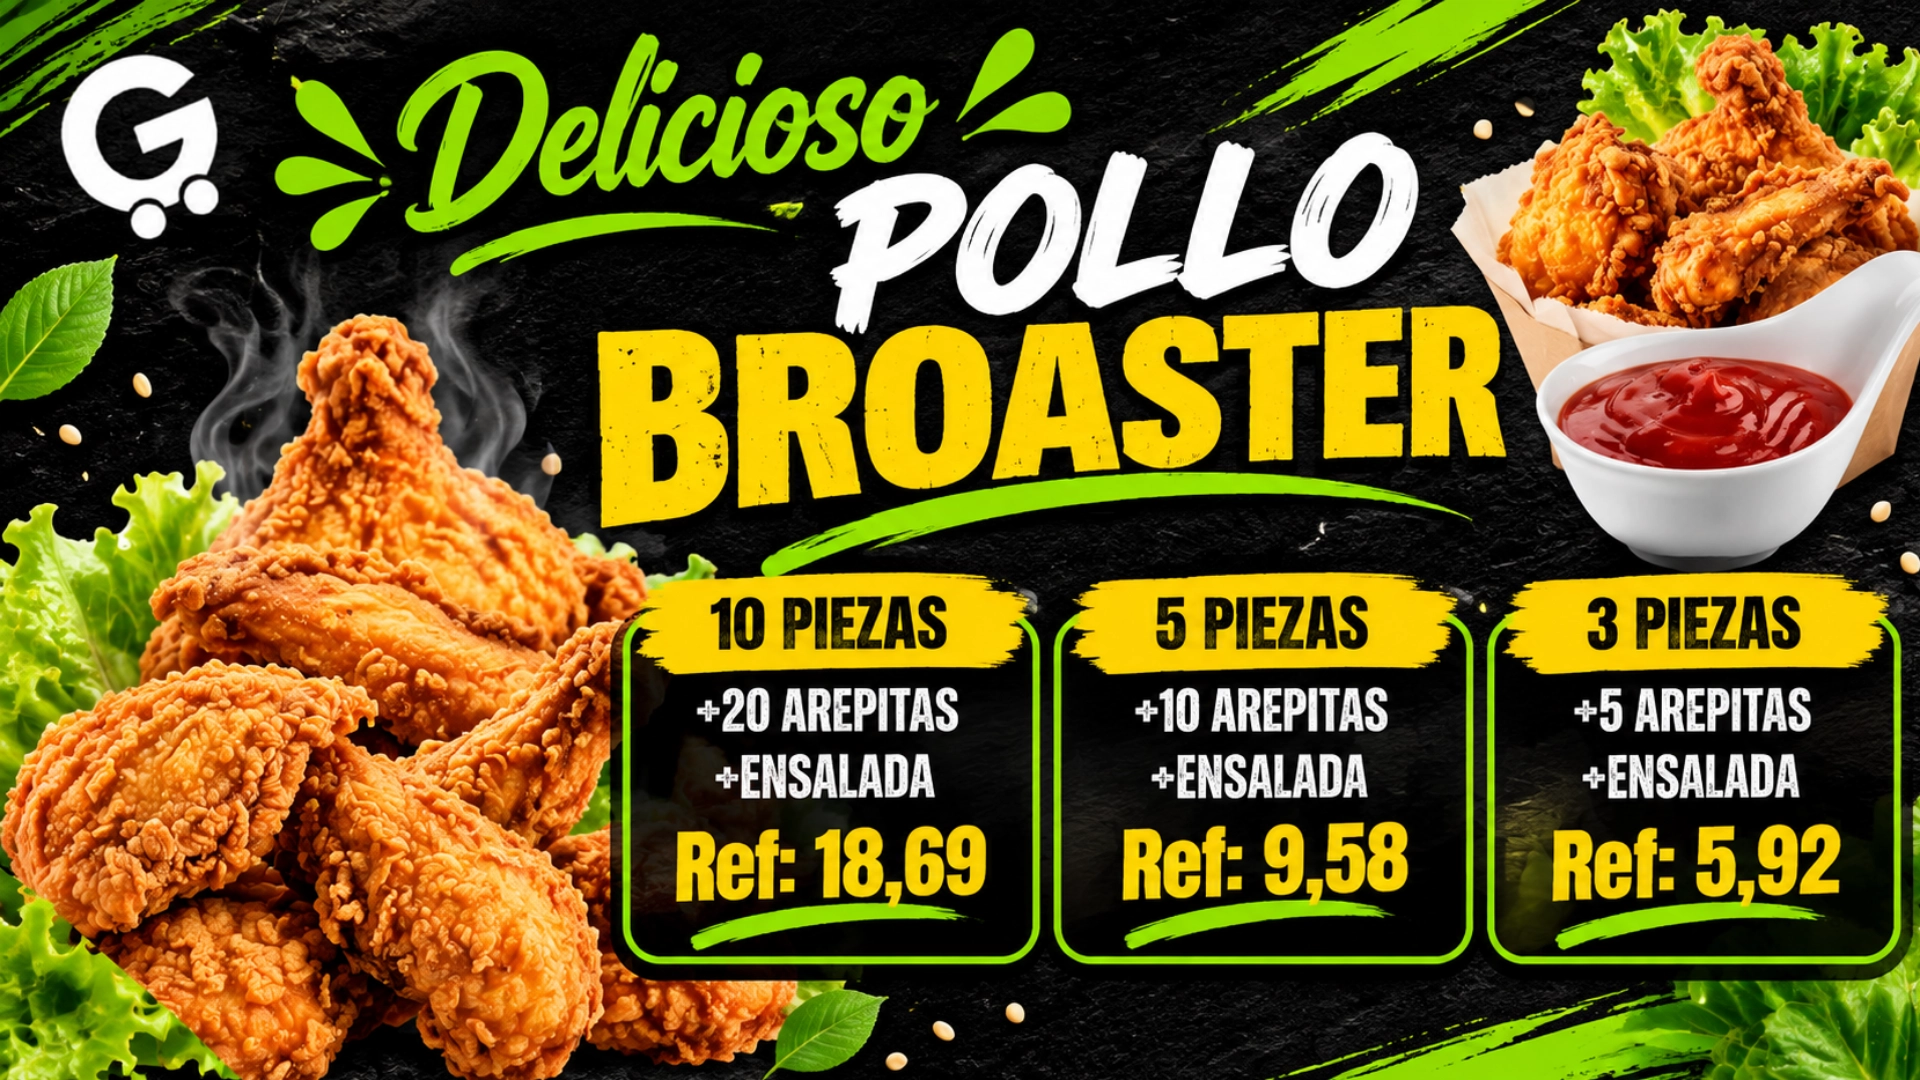 G
Delicioso
POLLO
BROASTER
10 PIEZAS
+20 AREPITAS
+ENSALADA
Ref: 18,69
5 PIEZAS
+10 AREPITAS
+ENSALADA
Ref: 9,58
3 PIEZAS
+5 AREPITAS
+ENSALADA
Ref: 5,92